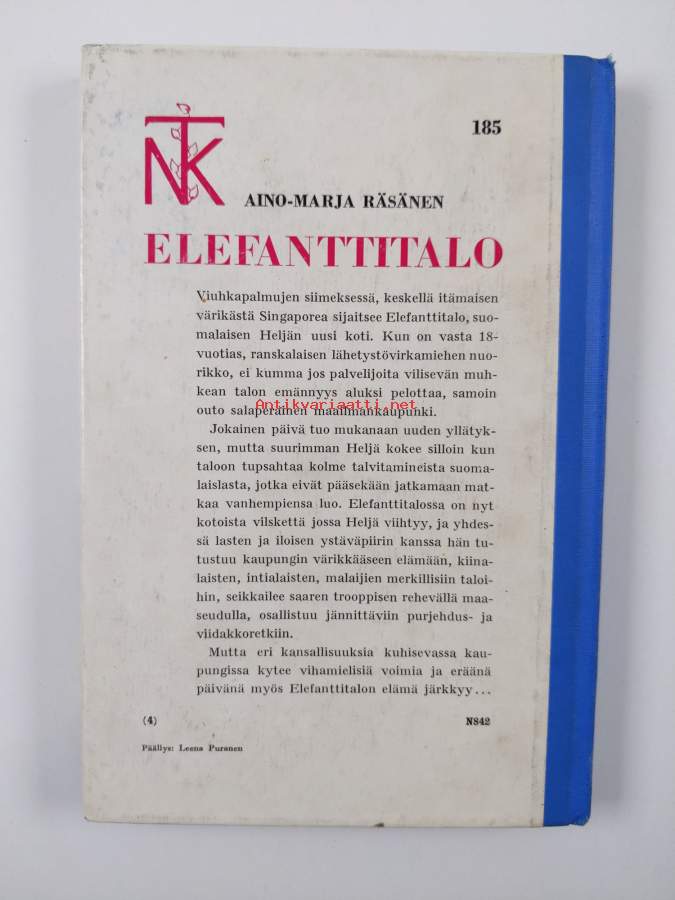 NTK
185
AINO-MARJA RÄSÄNEN
ELEFANTTITALO
Viuhkapalmujen siimeksessä, keskellä itämaisen
värikästä Singaporea sijaitsee Elefanttitalo, suo-
malaisen Heljän uusi koti. Kun on vasta 18-
vuotias, ranskalaisen lähetystövirkamiehen nuo-
rikko, ei kumma jos palvelijoita vilisevän muh-
kean talon emännyys aluksi pelottaa, samoin
Antikvariaatti.net
outo salaperäinen maailmankaupunki.
Jokainen päivä tuo mukanaan uuden yllätyk-
sen, mutta suurimman Heljä kokee silloin kun
taloon tupsahtaa kolme talvitamineista suoma-
laislasta, jotka eivät pääsekään jatkamaan mat-
kaa vanhempiensa luo. Elefanttitalossa on nyt
kotoista vilskettä jossa Heljä viihtyy, ja yhdes-
sä lasten ja iloisen ystäväpiirin kanssa hän tu-
tustuu kaupungin värikkääseen elämään, kiina-
laisten, intialaisten, malaijien merkillisiin taloi-
hin, seikkailee saaren trooppisen rehevällä maa-
seudulla, osallistuu jännittäviin purjehdus- ja
viidakkoretkiin.
Mutta eri kansallisuuksia kuhisevassa kau-
pungissa kytee vihamielisiä voimia ja eräänä
päivänä myös Elefanttitalon elämä järkkyy...
(4)
N842
Päällys: Leena Puranen